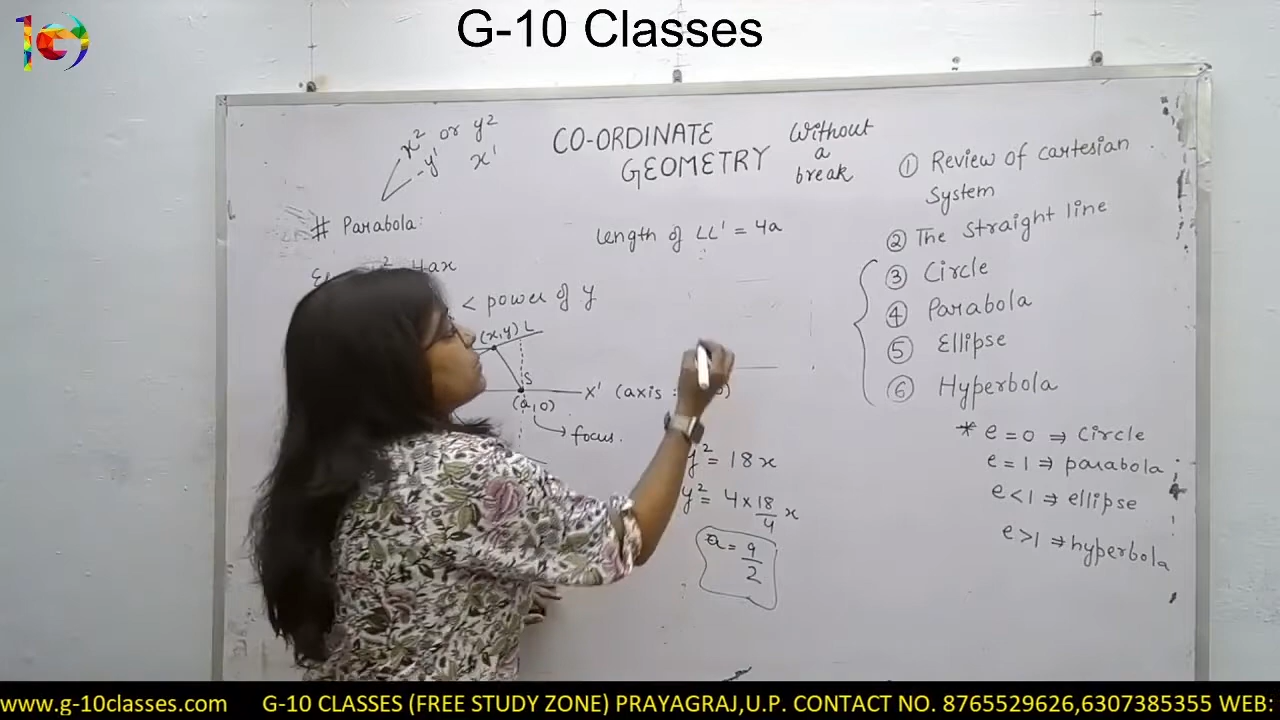 G-10 Classes
x² or y²
y' x'
CO-ORDINATE
GEOMETRY
Without
a
break
# Parabola:
4ax
< power of y
(x,y) L
S
(a,0)
focus.
X' (axis :
length of LL' = 4a
y² = 18x
y² = 4 × 18/4 x
a = 9/2
① Review of cartesian
System
② The straight line
③ Circle
④ Parabola
⑤ Ellipse
⑥ Hyperbola
* e = 0 ⇒ Circle
e = 1 ⇒ parabola
e < 1 ⇒ ellipse
e > 1 ⇒ hyperbola
www.g-10classes.com G-10 CLASSES (FREE STUDY ZONE) PRAYAGRAJ,U.P. CONTACT NO. 8765529626,6307385355 WEB: